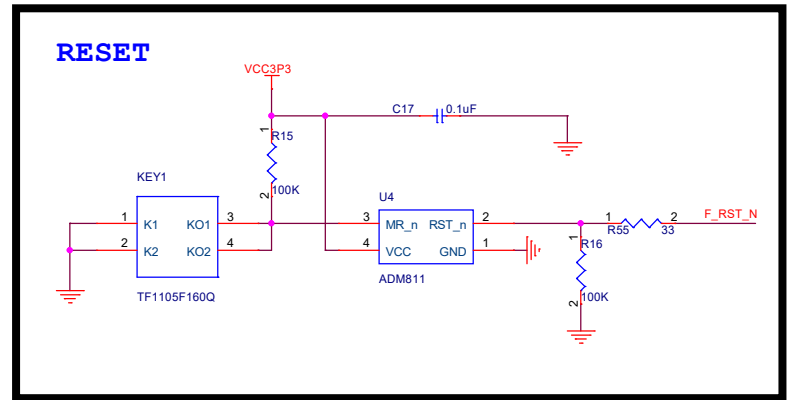 RESET
VCC3P3
C17 0.1uF
1
R15
2
100K
KEY1
U4
1 K1 KO1 3
2 K2 KO2 4
TF1105F160Q
3 MR_n RST_n 2
4 VCC GND 1
ADM811
1 2 F_RST_N
R55 33
1
R16
2
100K